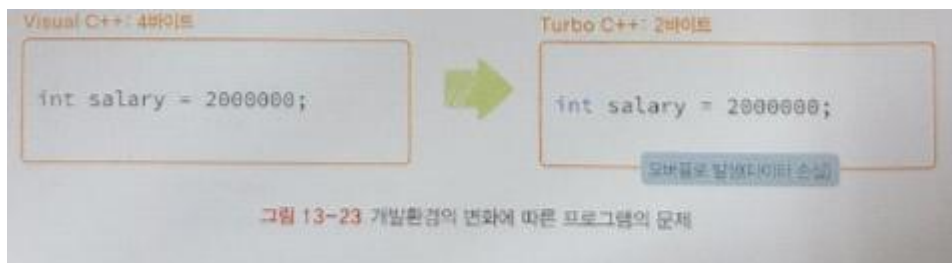 Visual C++: 4바이트
Turbo C++: 2바이트
int salary = 2000000;
int salary = 2000000;
오버플로 발생(데이터 손실)
그림 13-23 개발환경의 변화에 따른 프로그램의 문제